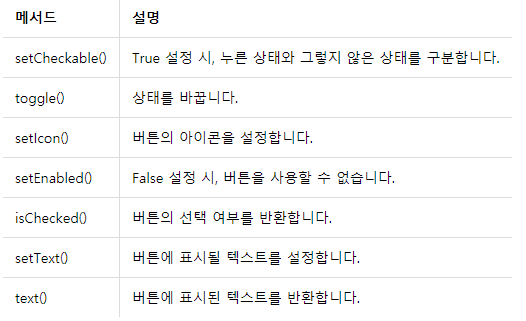 메서드 설명
setCheckable() True 설정 시, 누른 상태와 그렇지 않은 상태를 구분합니다.
toggle() 상태를 바꿉니다.
setIcon() 버튼의 아이콘을 설정합니다.
setEnabled() False 설정 시, 버튼을 사용할 수 없습니다.
isChecked() 버튼의 선택 여부를 반환합니다.
setText() 버튼에 표시될 텍스트를 설정합니다.
text() 버튼에 표시된 텍스트를 반환합니다.